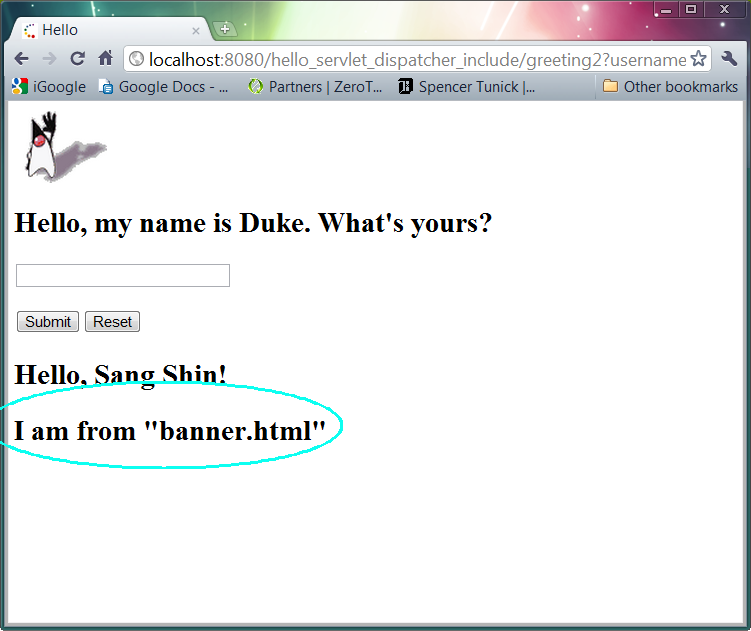 Hello
localhost:8080/hello_servlet_dispatcher_include/greeting2?username
iGoogle Google Docs - ... Partners | ZeroT... Spencer Tunick |... Other bookmarks
Hello, my name is Duke. What's yours?
Submit Reset
Hello, Sang Shin!
I am from "banner.html"